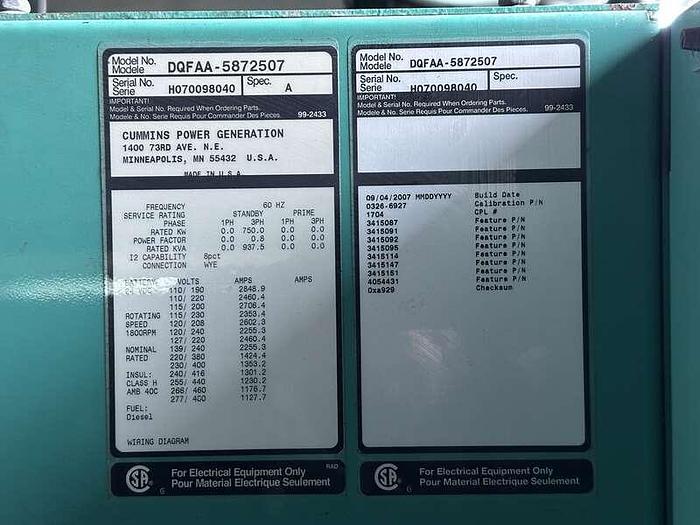 Model No.
Modele DQFAA-5872507
Serial No.
Serie H070098040 Spec. A
IMPORTANT!
Model & Serial No. Required When Ordering Parts.
Modele & No. Serie Requis Pour Commander Des Pieces. 99-2433
CUMMINS POWER GENERATION
1400 73RD AVE. N.E.
MINNEAPOLIS, MN 55432 U.S.A.
MADE IN U.S.A.
FREQUENCY 60 HZ
SERVICE RATING STANDBY PRIME
PHASE 1PH 3PH 1PH 3PH
RATED KW 0.0 750.0 0.0 0.0
POWER FACTOR 0.0 0.8 0.0 0.0
RATED KVA 0.0 937.5 0.0 0.0
I2 CAPABILITY 8pct
CONNECTION WYE
BATTERY VOLTS AMPS AMPS
110/ 190 2848.9
110/ 220 2460.4
115/ 200 2706.4
ROTATING 115/ 230 2353.4
SPEED 120/ 208 2602.3
1800RPM 120/ 240 2255.3
127/ 220 2460.4
NOMINAL 139/ 240 2255.3
RATED 220/ 380 1424.4
230/ 400 1353.2
INSUL: 240/ 416 1301.2
CLASS H 255/ 440 1230.2
AMB 40C 266/ 460 1176.7
277/ 480 1127.7
FUEL:
Diesel
WIRING DIAGRAM
CSA
G
For Electrical Equipment Only
Pour Material Electrique Seulement
RAD
Model No.
Modele DQFAA-5872507
Serial No.
Serie H070098040 Spec.
IMPORTANT!
Model & Serial No. Required When Ordering Parts.
Modele & No. Serie Requis Pour Commander Des Pieces. 99-2433
09/04/2007 MMDDYYYY Build Date
0326-6927 Calibration P/N
1704 CPL #
3415087 Feature P/N
3415091 Feature P/N
3415092 Feature P/N
3415095 Feature P/N
3415114 Feature P/N
3415147 Feature P/N
3415151 Feature P/N
4054431 Feature P/N
0xa929 Checksum
CSA
G
For Electrical Equipment Only
Pour Material Electrique Seulement